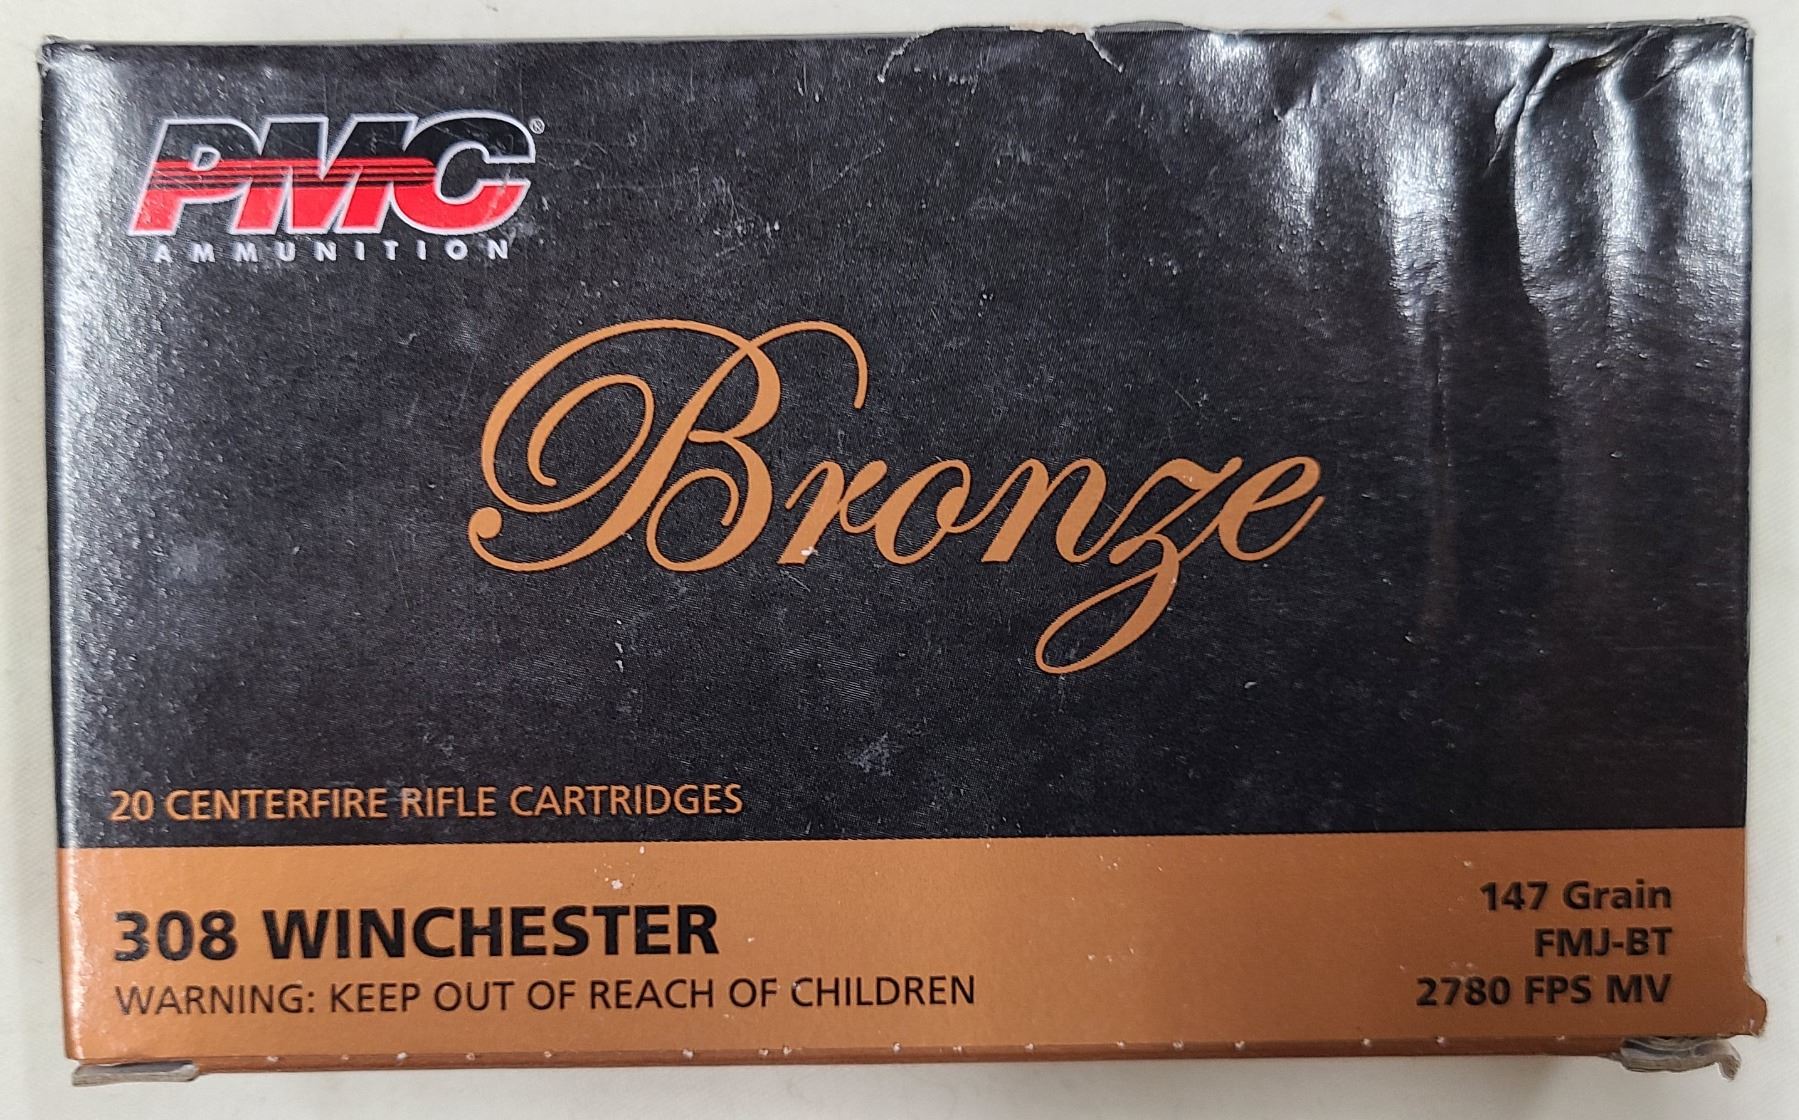 PMC®
AMMUNITION
Bronze
20 CENTERFIRE RIFLE CARTRIDGES
308 WINCHESTER
WARNING: KEEP OUT OF REACH OF CHILDREN
147 Grain
FMJ-BT
2780 FPS MV